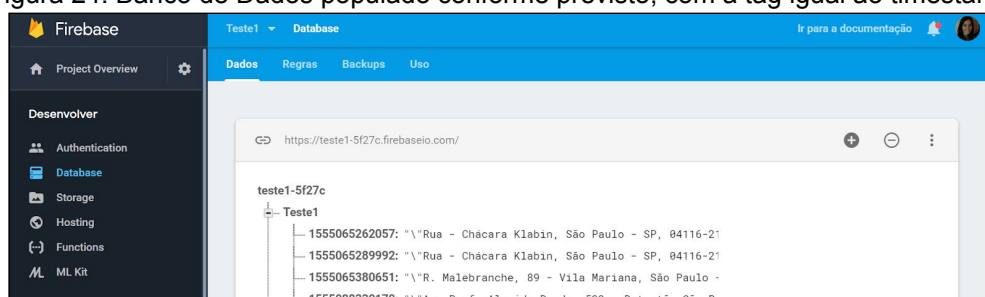 Banco de Dados populado conforme previsto, com a tag igual ao
Firebase
Teste1 Database
Ir para a documentação
Project Overview
Dados Regras Backups Uso
Desenvolver
https://teste1-5f27c.firebaseio.com/
Authentication
Database
Storage
Hosting
Functions
ML Kit
teste1-5f27c
Teste1
1555065262057: "\"Rua - Chácara Klabin, São Paulo - SP, 04116-21
1555065289992: "\"Rua - Chácara Klabin, São Paulo - SP, 04116-21
1555065380651: "\"R. Malebranche, 89 - Vila Mariana, São Paulo -